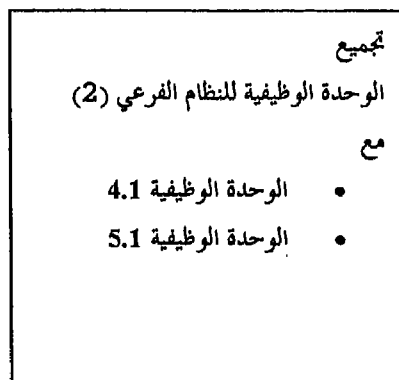 تجميع
الوحدة الوظيفية للنظام الفرعي (2)
مع
• الوحدة الوظيفية 4.1
• الوحدة الوظيفية 5.1